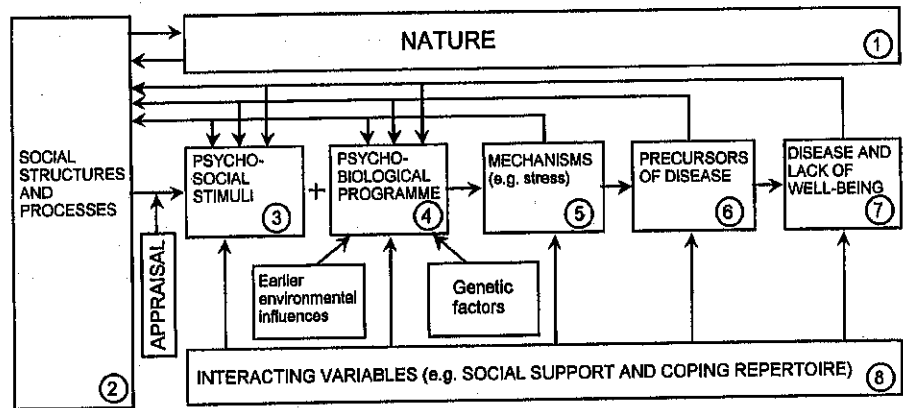 NATURE
1
SOCIAL
STRUCTURES
AND
PROCESSES
2
APPRAISAL
PSYCHO-
SOCIAL
STIMULI
3
+
PSYCHO-
BIOLOGICAL
PROGRAMME
4
MECHANISMS
(e.g. stress)
5
PRECURSORS
OF DISEASE
6
DISEASE AND
LACK OF
WELL-BEING
7
Earlier
environmental
influences
Genetic
factors
INTERACTING VARIABLES (e.g. SOCIAL SUPPORT AND COPING REPERTOIRE)
8